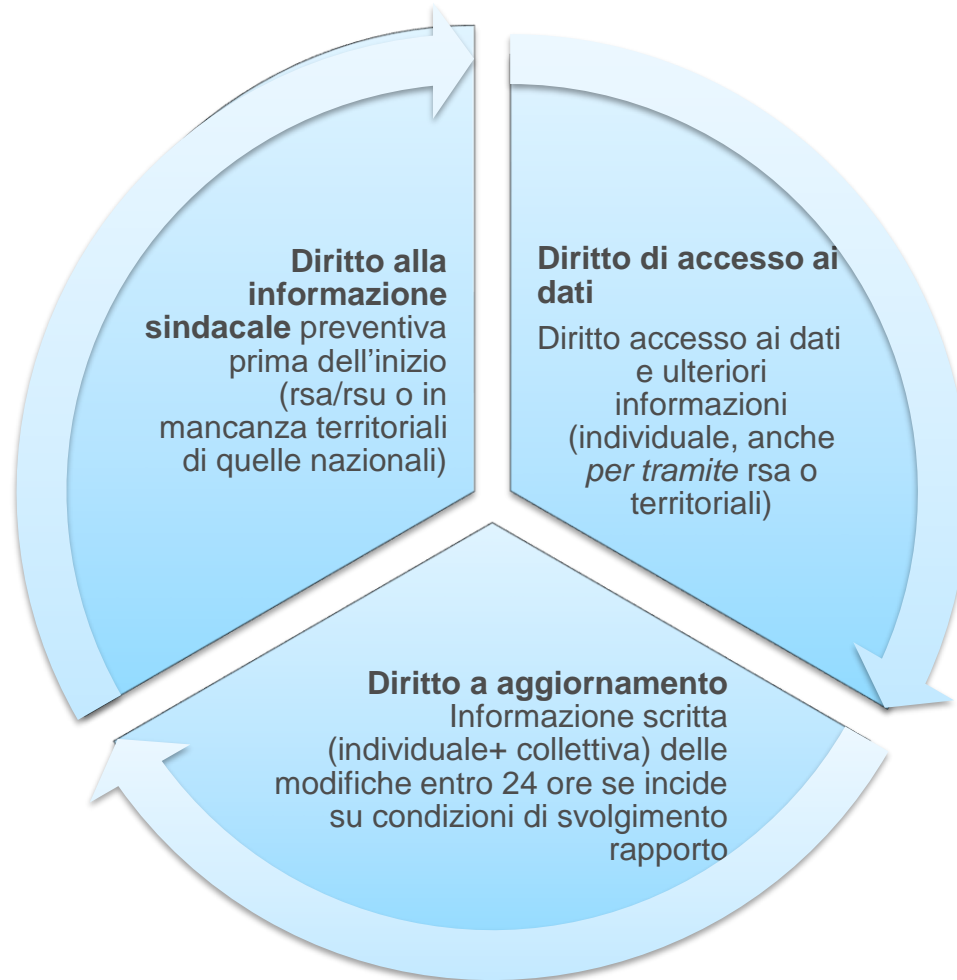 Diritto alla
informazione
sindacale preventiva
prima dell’inizio
(rsa/rsu o in
mancanza territoriali
di quelle nazionali)
Diritto di accesso ai
dati
Diritto accesso ai dati
e ulteriori
informazioni
(individuale, anche
per tramite rsa o
territoriali)
Diritto a aggiornamento
Informazione scritta
(individuale+ collettiva) delle
modifiche entro 24 ore se incide
su condizioni di svolgimento
rapporto